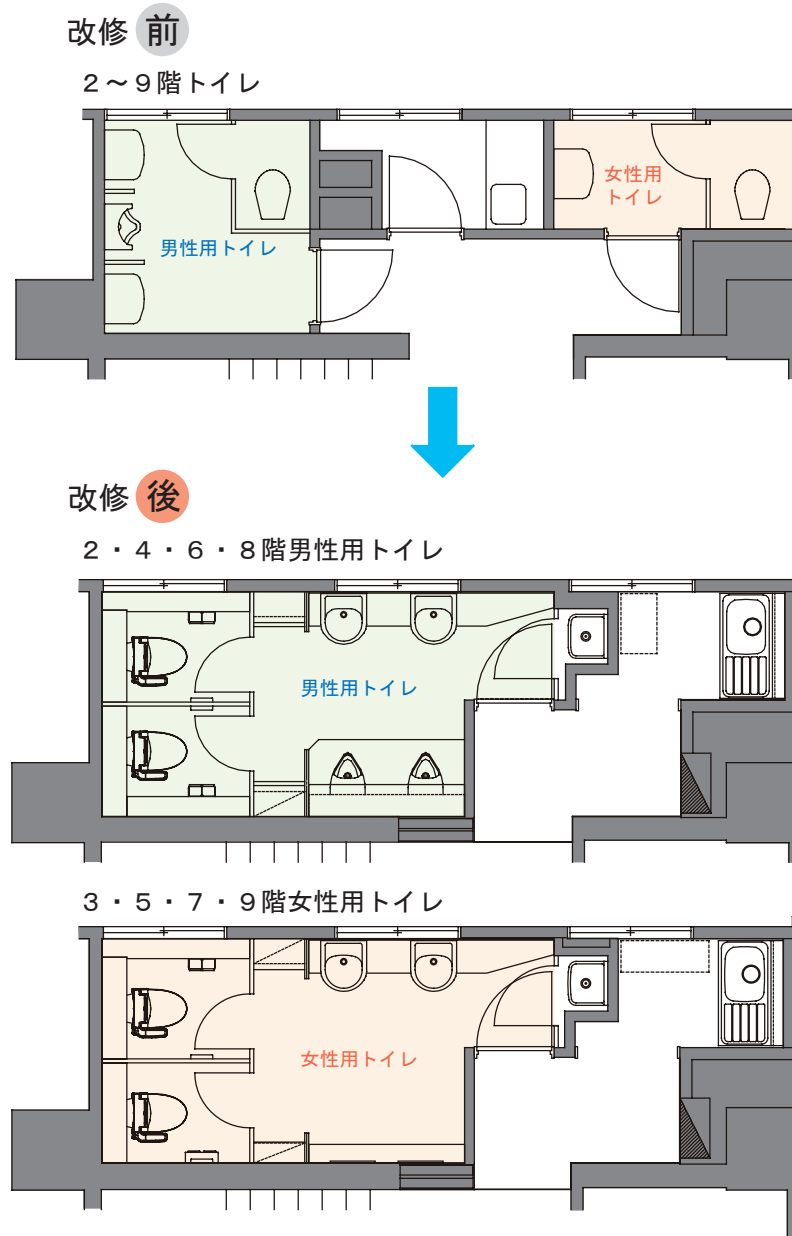 改修 前
２～９階トイレ
女性用
トイレ
男性用トイレ
改修 後
２・４・６・８階男性用トイレ
男性用トイレ
３・５・７・９階女性用トイレ
女性用トイレ